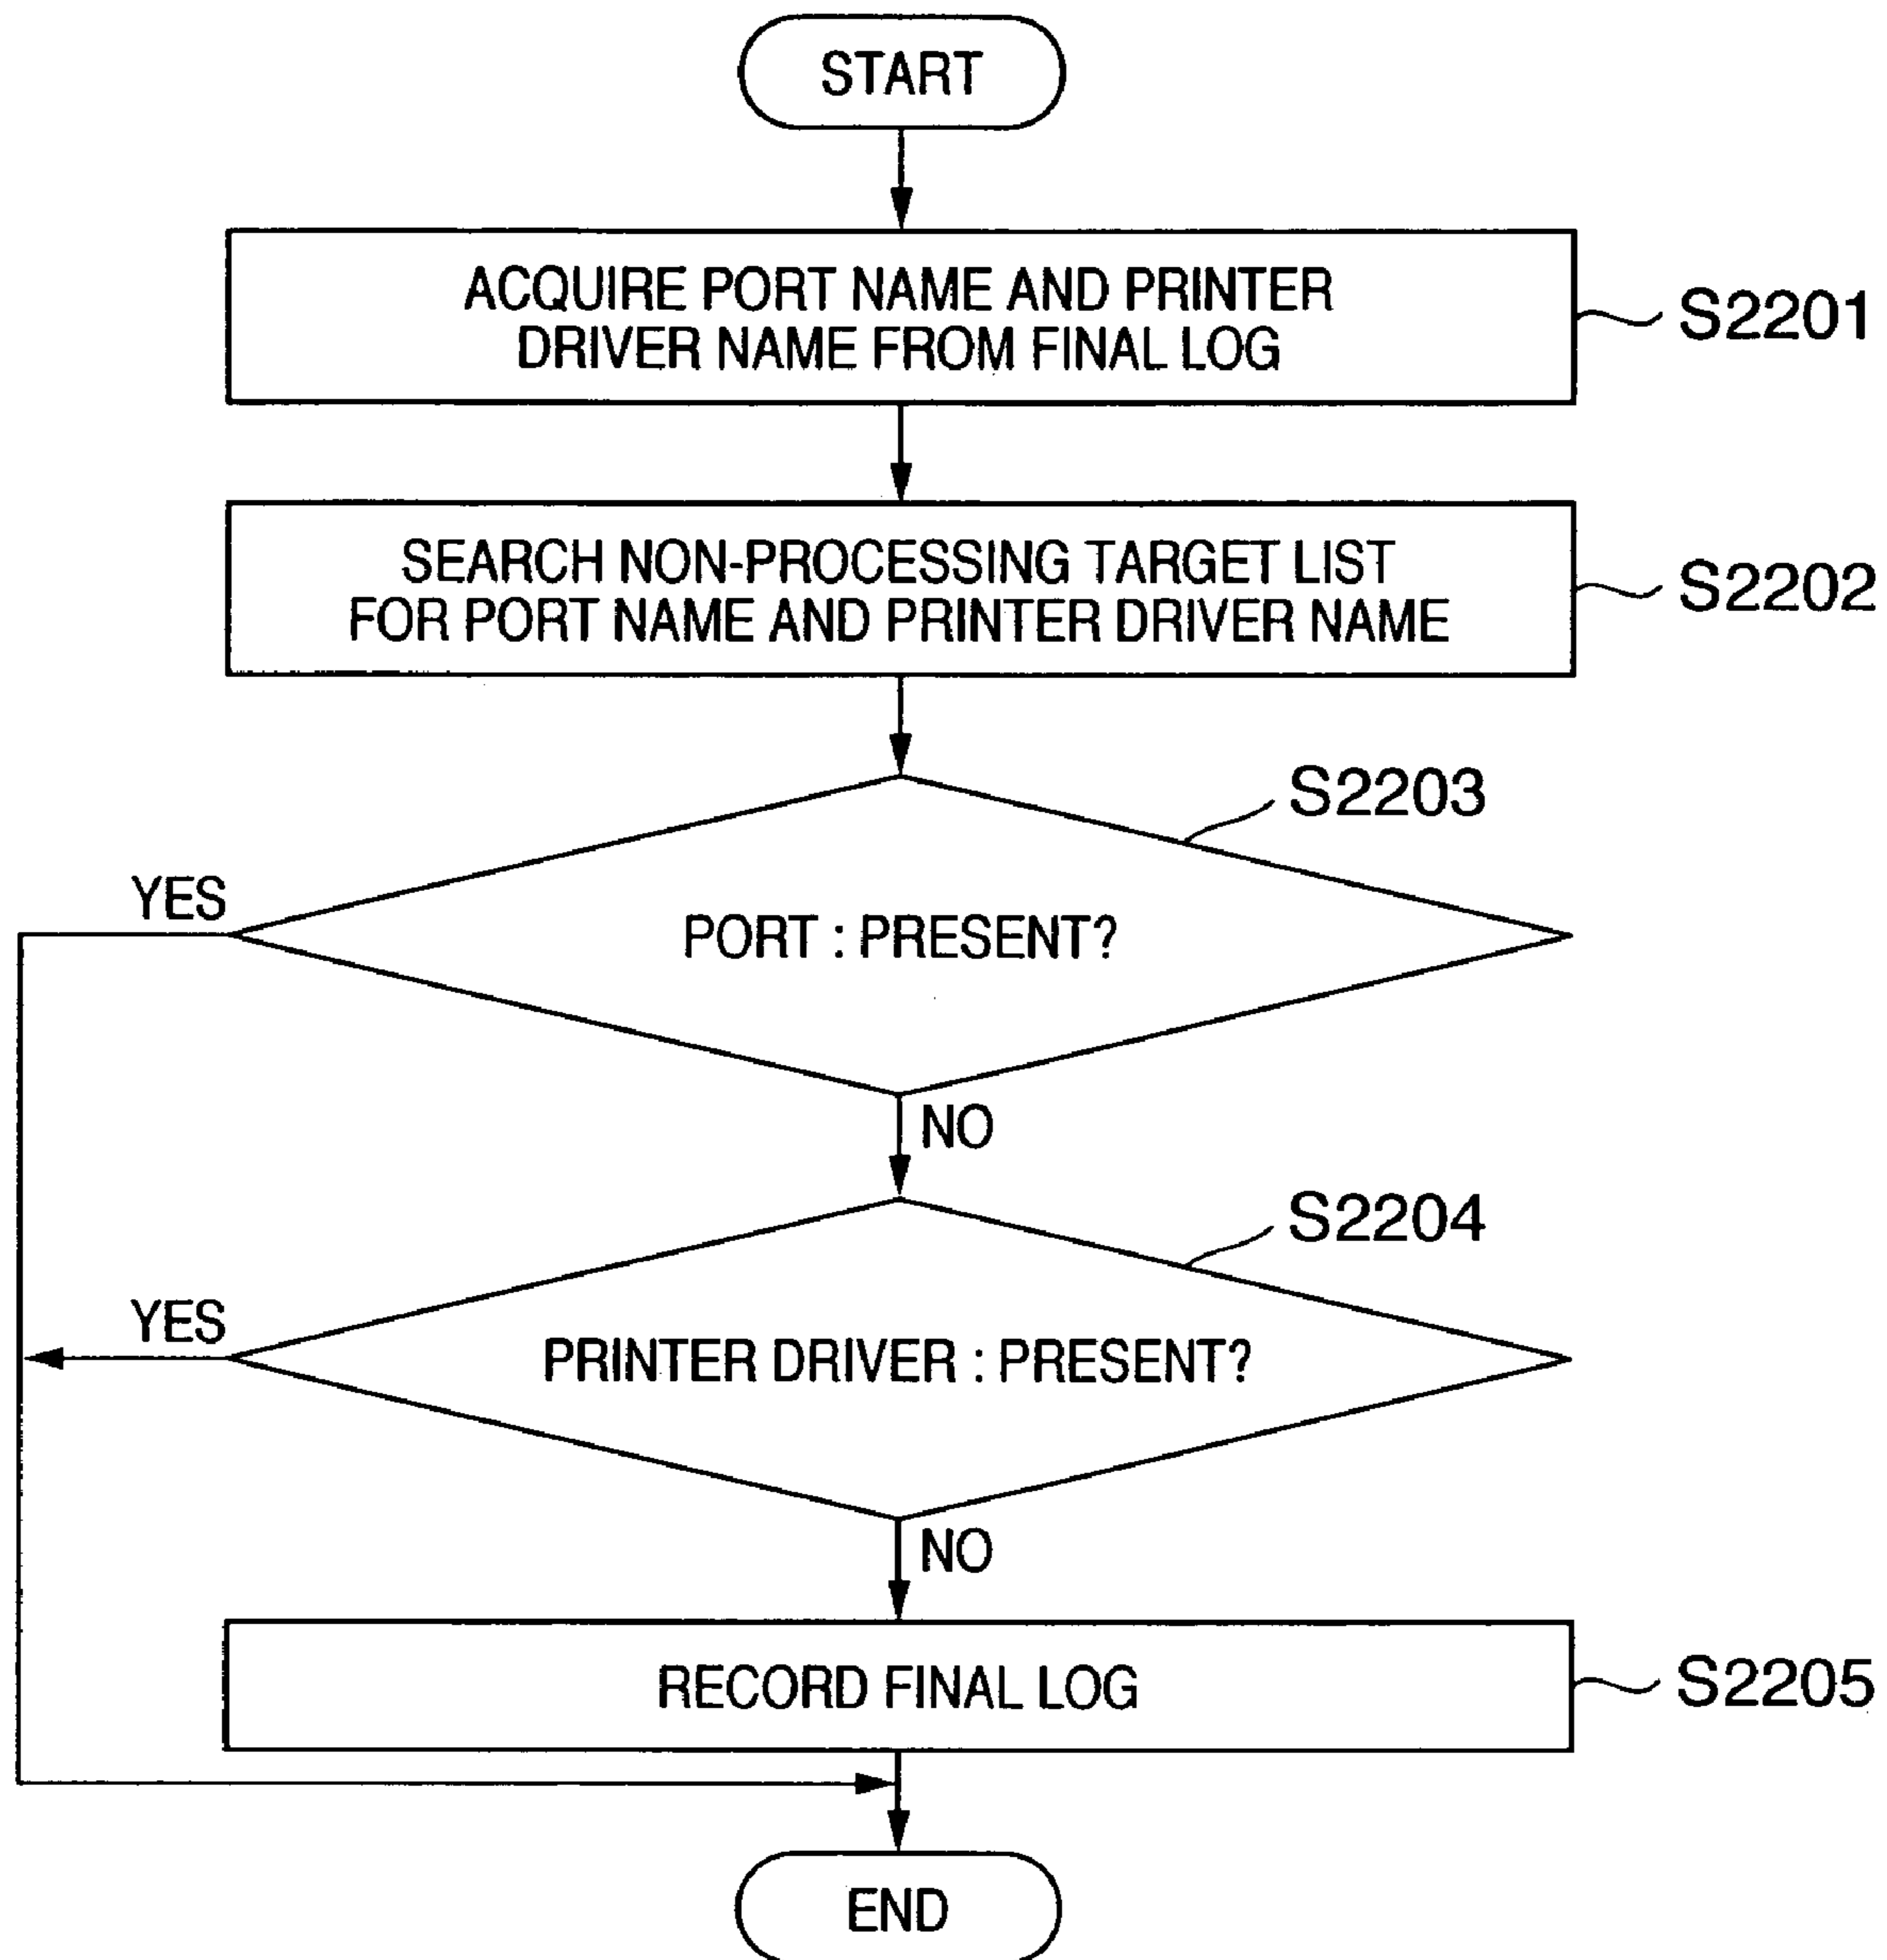 START
ACQUIRE PORT NAME AND PRINTER
DRIVER NAME FROM FINAL LOG
S2201
SEARCH NON-PROCESSING TARGET LIST
FOR PORT NAME AND PRINTER DRIVER NAME
S2202
S2203
YES
PORT : PRESENT?
NO
S2204
YES
PRINTER DRIVER : PRESENT?
NO
RECORD FINAL LOG
S2205
END